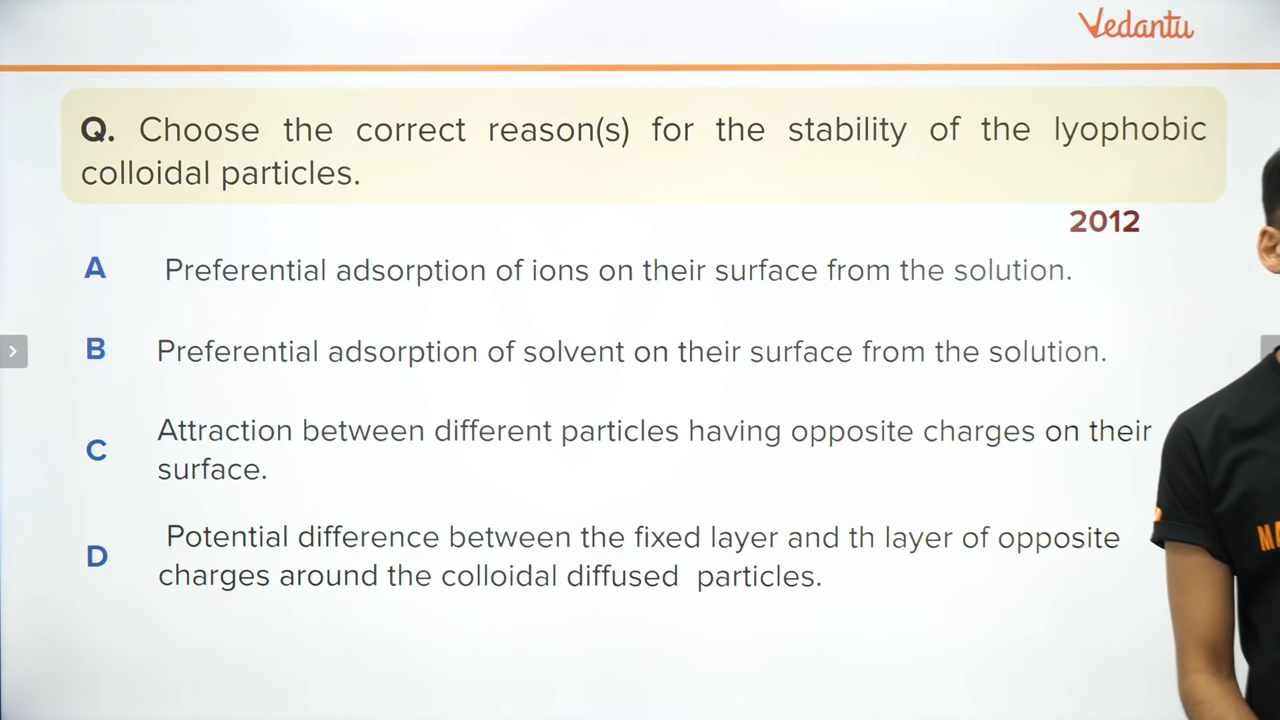 Vedantu
Q. Choose the correct reason(s) for the stability of the lyophobic
colloidal particles.
2012
A Preferential adsorption of ions on their surface from the solution.
B Preferential adsorption of solvent on their surface from the solution.
C Attraction between different particles having opposite charges on their
surface.
D Potential difference between the fixed layer and th layer of opposite
charges around the colloidal diffused particles.